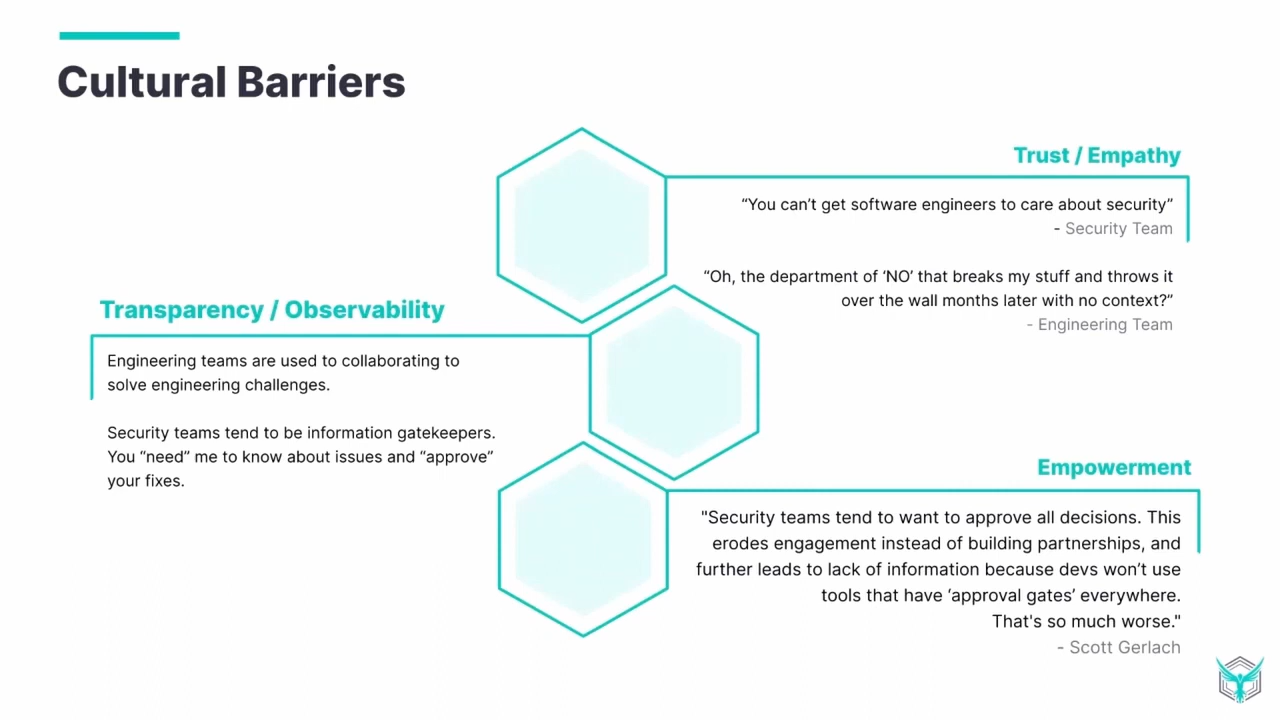 Cultural Barriers
Trust / Empathy
“You can’t get software engineers to care about security”
- Security Team
“Oh, the department of ‘NO’ that breaks my stuff and throws it
over the wall months later with no context?”
- Engineering Team
Transparency / Observability
Engineering teams are used to collaborating to
solve engineering challenges.
Security teams tend to be information gatekeepers.
You “need” me to know about issues and “approve”
your fixes.
Empowerment
"Security teams tend to want to approve all decisions. This
erodes engagement instead of building partnerships, and
further leads to lack of information because devs won’t use
tools that have ‘approval gates’ everywhere.
That's so much worse."
- Scott Gerlach